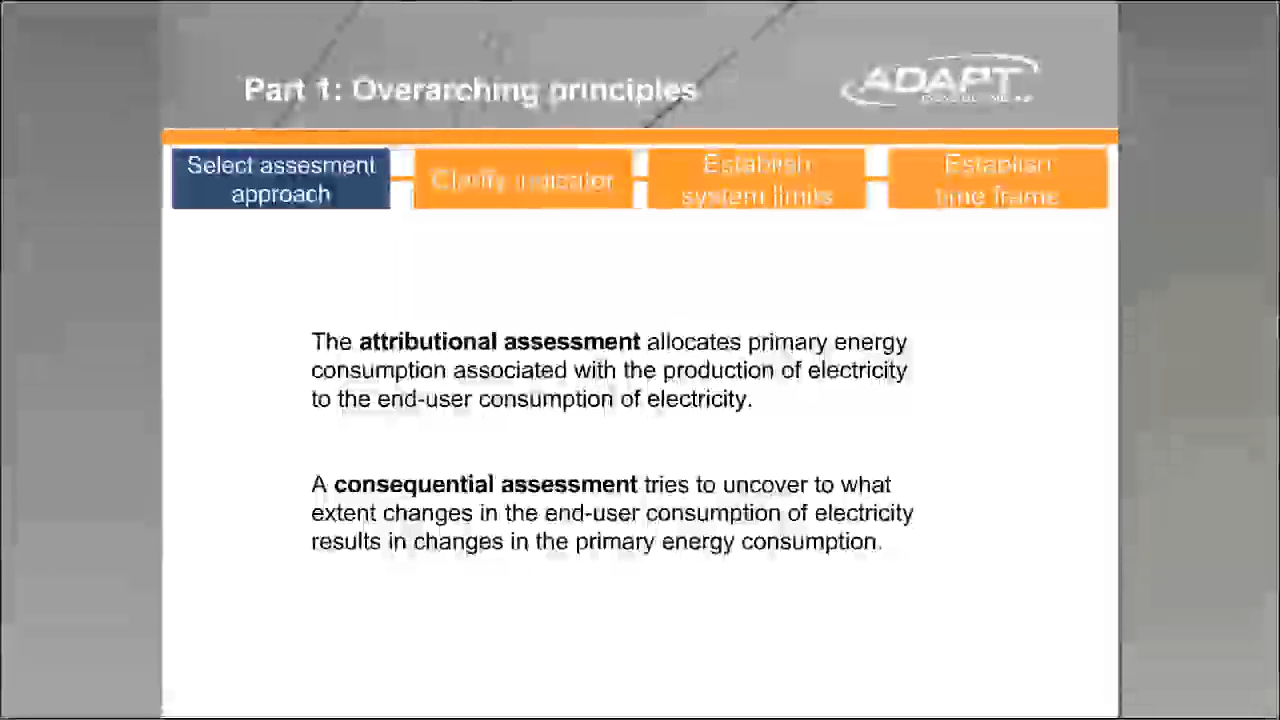 Part 1: Overarching principles
ADAPT
Select assesment
approach
Clarify indicator
Establish
system limits
Establish
time frame
The attributional assessment allocates primary energy
consumption associated with the production of electricity
to the end-user consumption of electricity.
A consequential assessment tries to uncover to what
extent changes in the end-user consumption of electricity
results in changes in the primary energy consumption.